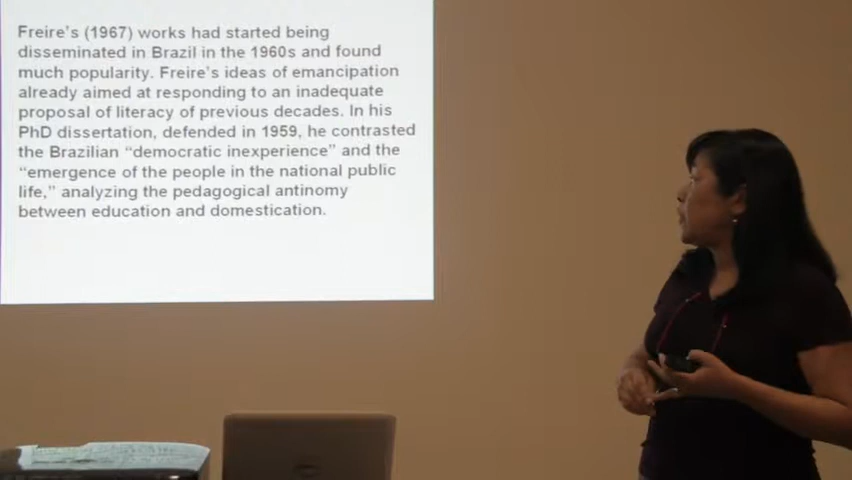 Freire's (1967) works had started being
disseminated in Brazil in the 1960s and found
much popularity. Freire's ideas of emancipation
already aimed at responding to an inadequate
proposal of literacy of previous decades. In his
PhD dissertation, defended in 1959, he contrasted
the Brazilian “democratic inexperience” and the
“emergence of the people in the national public
life,” analyzing the pedagogical antinomy
between education and domestication.